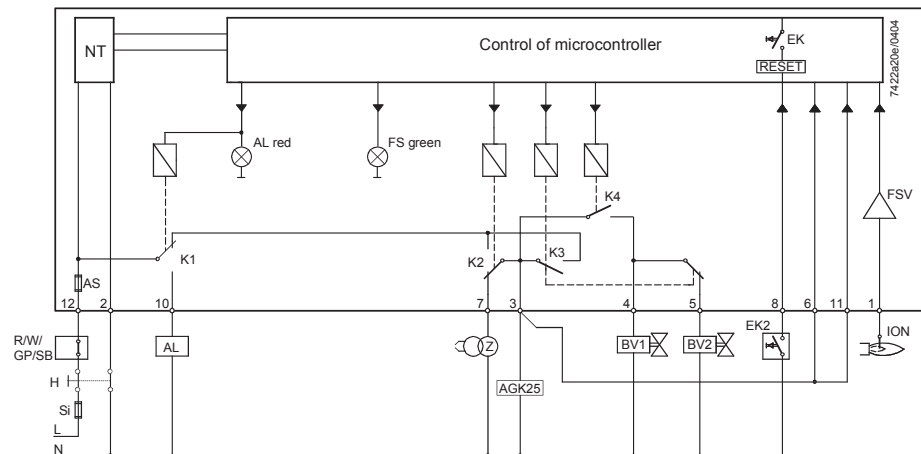 NT
Control of microcontroller
EK
RESET
7422a20e/0404
AL red
FS green
FSV
K4
K1
K2
K3
AS
12
2
10
7
3
4
5
8
6
11
1
R/W/
GP/SB
AL
Z
BV1
BV2
EK2
ION
H
AGK25
Si
L
N